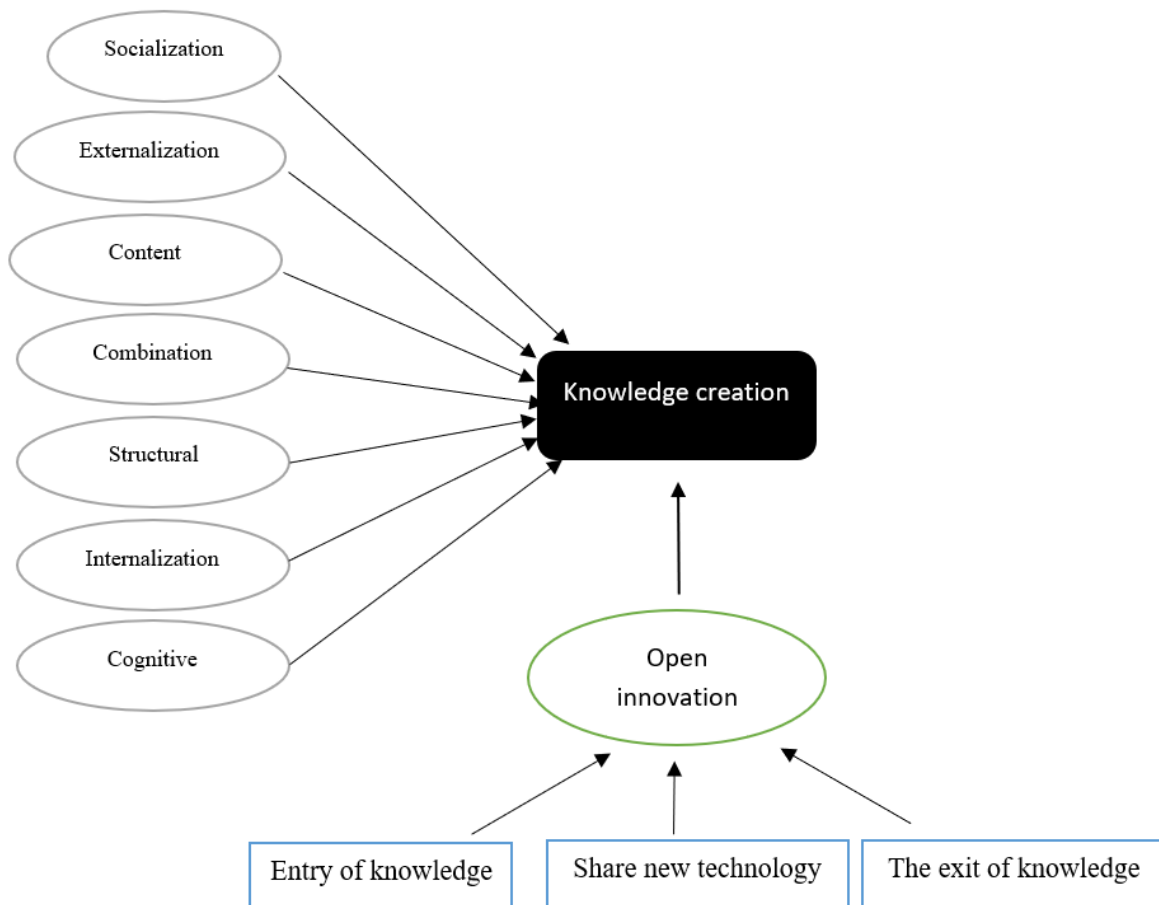 Socialization
Externalization
Content
Combination
Structural
Internalization
Cognitive
Knowledge creation
Open
innovation
Entry of knowledge
Share new technology
The exit of knowledge